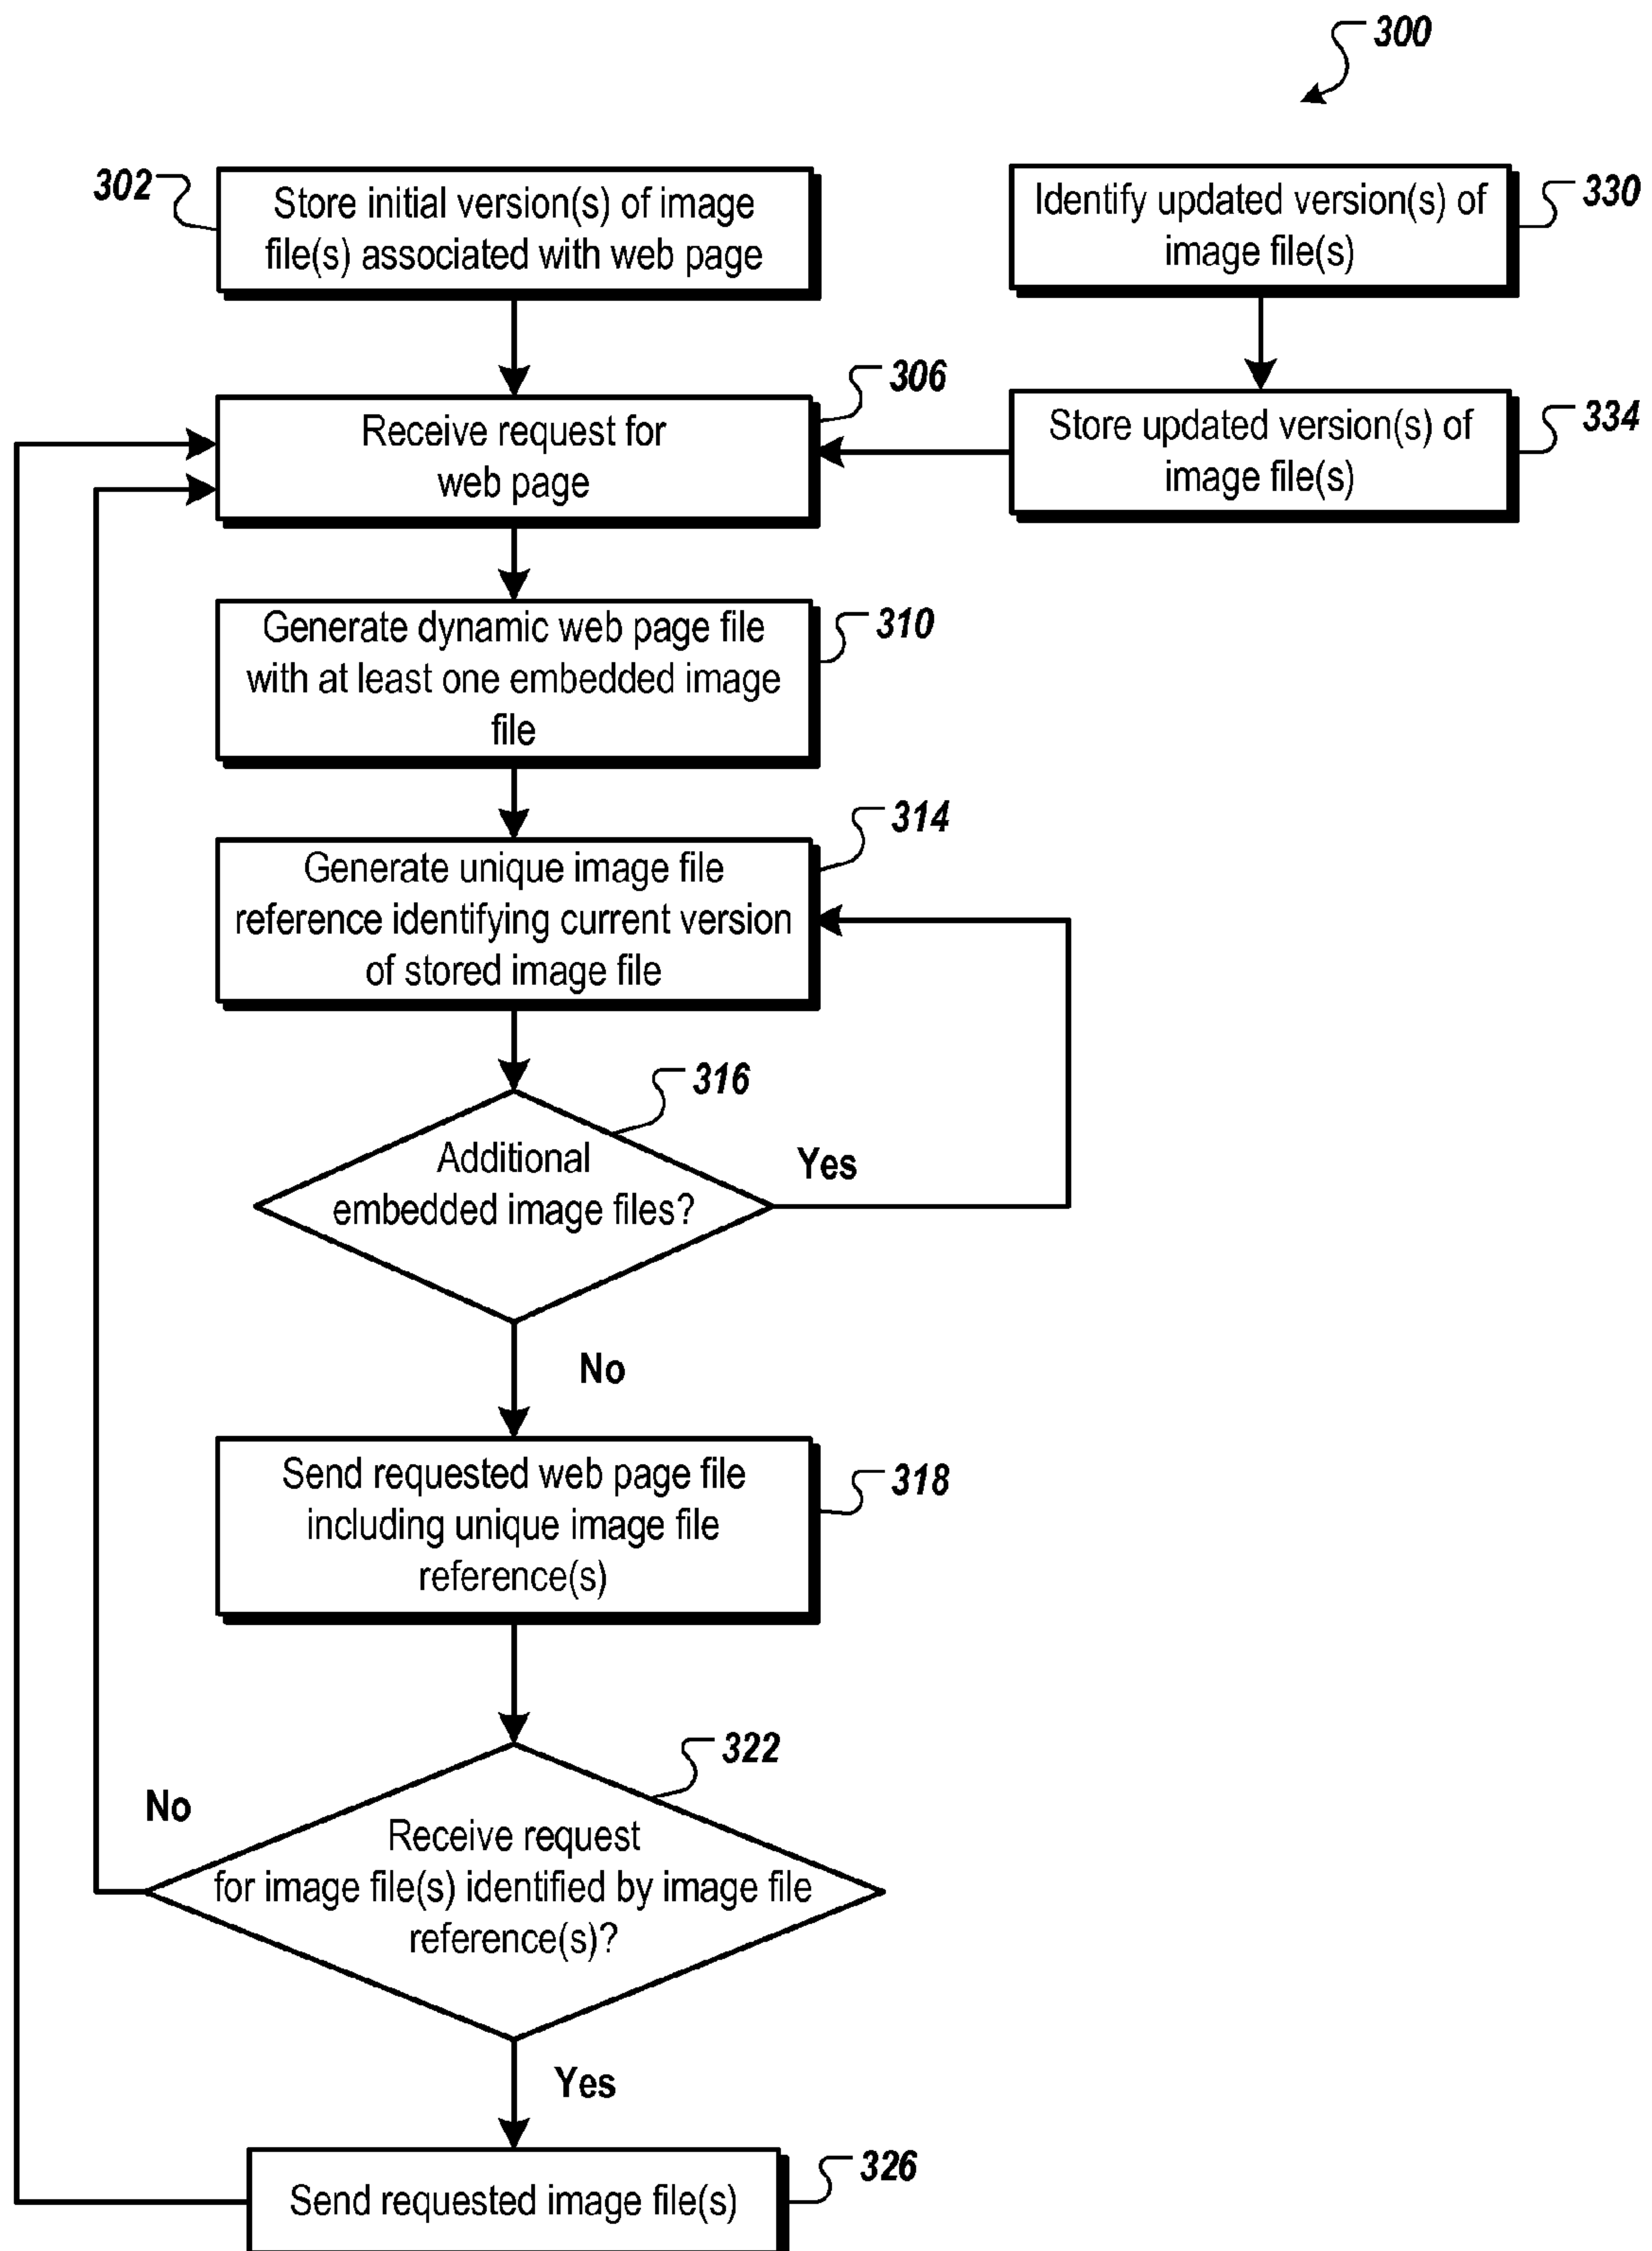 300
302
Store initial version(s) of image
file(s) associated with web page
Identify updated version(s) of
image file(s)
330
306
Receive request for
web page
Store updated version(s) of
image file(s)
334
Generate dynamic web page file
with at least one embedded image
file
310
314
Generate unique image file
reference identifying current version
of stored image file
316
Additional
embedded image files?
Yes
No
Send requested web page file
including unique image file
reference(s)
318
322
No
Receive request
for image file(s) identified by image file
reference(s)?
Yes
326
Send requested image file(s)